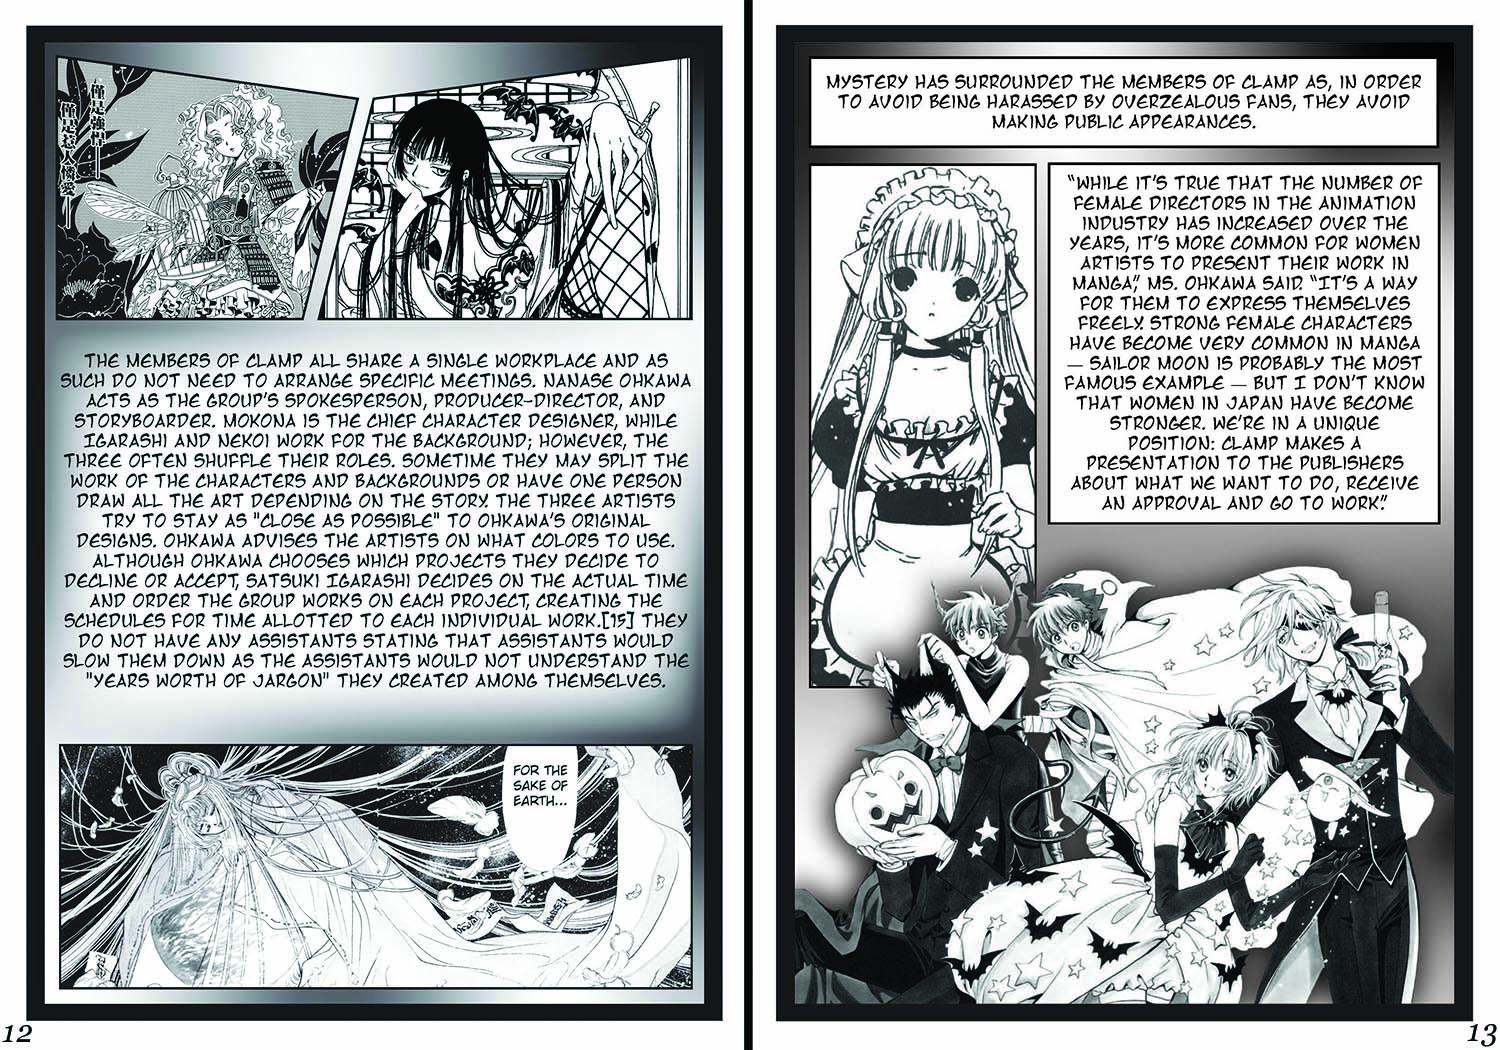 僅是強悍──
僅是惹人憐愛──
THE MEMBERS OF CLAMP ALL SHARE A SINGLE WORKPLACE AND AS
SUCH DO NOT NEED TO ARRANGE SPECIFIC MEETINGS. NANASE OHKAWA
ACTS AS THE GROUP'S SPOKESPERSON, PRODUCER-DIRECTOR, AND
STORYBOARDER. MOKONA IS THE CHIEF CHARACTER DESIGNER, WHILE
IGARASHI AND NEKOI WORK FOR THE BACKGROUND; HOWEVER, THE
THREE OFTEN SHUFFLE THEIR ROLES. SOMETIME THEY MAY SPLIT THE
WORK OF THE CHARACTERS AND BACKGROUNDS OR HAVE ONE PERSON
DRAW ALL THE ART DEPENDING ON THE STORY. THE THREE ARTISTS
TRY TO STAY AS "CLOSE AS POSSIBLE" TO OHKAWA'S ORIGINAL
DESIGNS. OHKAWA ADVISES THE ARTISTS ON WHAT COLORS TO USE.
ALTHOUGH OHKAWA CHOOSES WHICH PROJECTS THEY DECIDE TO
DECLINE OR ACCEPT, SATSUKI IGARASHI DECIDES ON THE ACTUAL TIME
AND ORDER THE GROUP WORKS ON EACH PROJECT, CREATING THE
SCHEDULES FOR TIME ALLOTTED TO EACH INDIVIDUAL WORK.[15] THEY
DO NOT HAVE ANY ASSISTANTS STATING THAT ASSISTANTS WOULD
SLOW THEM DOWN AS THE ASSISTANTS WOULD NOT UNDERSTAND THE
"YEARS WORTH OF JARGON" THEY CREATED AMONG THEMSELVES.
FOR THE
SAKE OF
EARTH...
12
MYSTERY HAS SURROUNDED THE MEMBERS OF CLAMP AS, IN ORDER
TO AVOID BEING HARASSED BY OVERZEALOUS FANS, THEY AVOID
MAKING PUBLIC APPEARANCES.
“WHILE IT'S TRUE THAT THE NUMBER OF
FEMALE DIRECTORS IN THE ANIMATION
INDUSTRY HAS INCREASED OVER THE
YEARS, IT'S MORE COMMON FOR WOMEN
ARTISTS TO PRESENT THEIR WORK IN
MANGA,” MS. OHKAWA SAID. “IT'S A WAY
FOR THEM TO EXPRESS THEMSELVES
FREELY. STRONG FEMALE CHARACTERS
HAVE BECOME VERY COMMON IN MANGA
— SAILOR MOON IS PROBABLY THE MOST
FAMOUS EXAMPLE — BUT I DON'T KNOW
THAT WOMEN IN JAPAN HAVE BECOME
STRONGER. WE'RE IN A UNIQUE
POSITION: CLAMP MAKES A
PRESENTATION TO THE PUBLISHERS
ABOUT WHAT WE WANT TO DO, RECEIVE
AN APPROVAL AND GO TO WORK.”
13